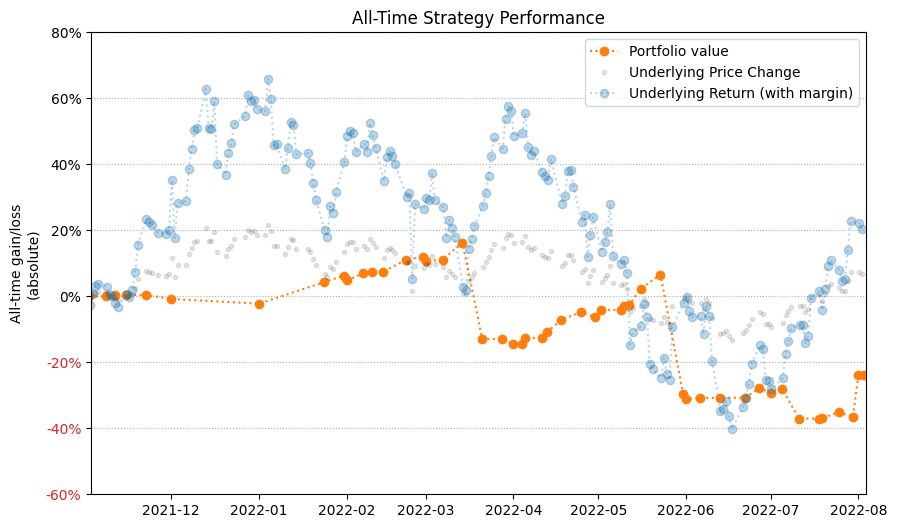 All-Time Strategy Performance
80%
60%
40%
20%
0%
-20%
-40%
-60%
All-time gain/loss
(absolute)
Portfolio value
Underlying Price Change
Underlying Return (with margin)
2021-12
2022-01
2022-02
2022-03
2022-04
2022-05
2022-06
2022-07
2022-08